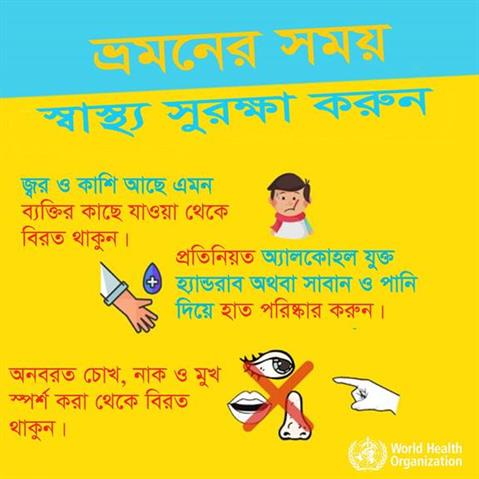 ভ্রমনের সময়
স্বাস্থ্য সুরক্ষা করুন
জ্বর ও কাশি আছে এমন
ব্যক্তির কাছে যাওয়া থেকে
বিরত থাকুন।
প্রতিনিয়ত অ্যালকোহল যুক্ত
হ্যান্ডরাব অথবা সাবান ও পানি
দিয়ে হাত পরিষ্কার করুন।
অনবরত চোখ, নাক ও মুখ
স্পর্শ করা থেকে বিরত
থাকুন।
World Health
Organization